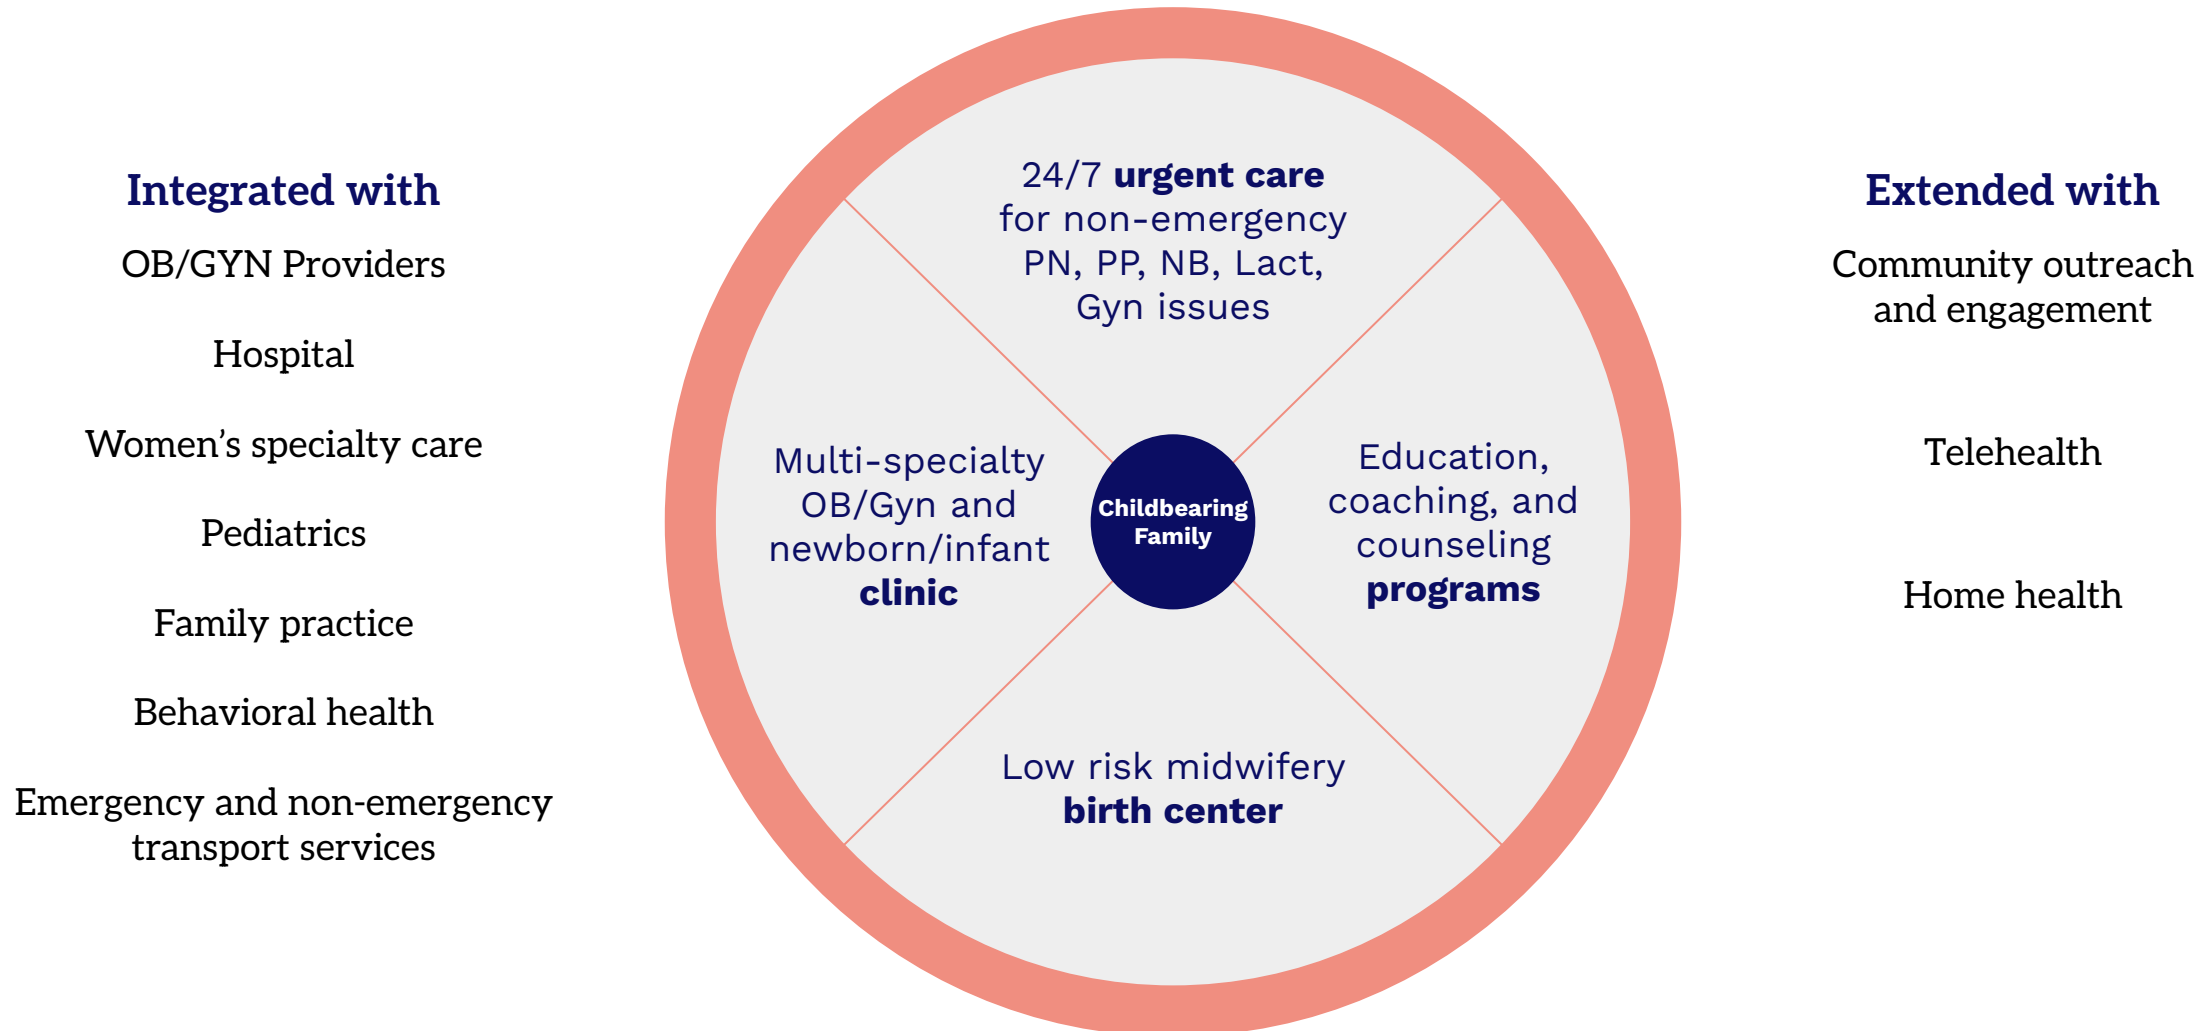 Integrated with
OB/GYN Providers
Hospital
Women’s specialty care
Pediatrics
Family practice
Behavioral health
Emergency and non-emergency
transport services
24/7 urgent care
for non-emergency
PN, PP, NB, Lact,
Gyn issues
Multi-specialty
OB/Gyn and
newborn/infant
clinic
Childbearing
Family
Education,
coaching, and
counseling
programs
Low risk midwifery
birth center
Extended with
Community outreach
and engagement
Telehealth
Home health